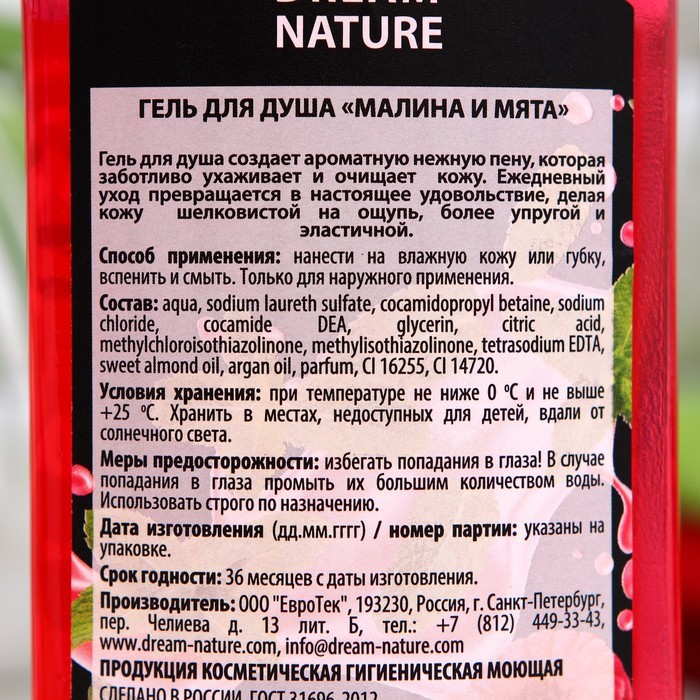 DREAM
NATURE
ГЕЛЬ ДЛЯ ДУША «МАЛИНА И МЯТА»
Гель для душа создает ароматную нежную пену, которая
заботливо ухаживает и очищает кожу. Ежедневный
уход превращается в настоящее удовольствие, делая
кожу шелковистой на ощупь, более упругой и
эластичной.
Способ применения: нанести на влажную кожу или губку,
вспенить и смыть. Только для наружного применения.
Состав: aqua, sodium laureth sulfate, cocamidopropyl betaine, sodium
chloride, cocamide DEA, glycerin, citric acid,
methylchloroisothiazolinone, methylisothiazolinone, tetrasodium EDTA,
sweet almond oil, argan oil, parfum, CI 16255, CI 14720.
Условия хранения: при температуре не ниже 0 °C и не выше
+25 °C. Хранить в местах, недоступных для детей, вдали от
солнечного света.
Меры предосторожности: избегать попадания в глаза! В случае
попадания в глаза промыть их большим количеством воды.
Использовать строго по назначению.
Дата изготовления (дд.мм.гггг) / номер партии: указаны на
упаковке.
Срок годности: 36 месяцев с даты изготовления.
Производитель: ООО "ЕвроТек", 193230, Россия, г. Санкт-Петербург,
пер. Челиева д. 13 лит. Б, тел.: +7 (812) 449-33-43,
www.dream-nature.com, info@dream-nature.com
ПРОДУКЦИЯ КОСМЕТИЧЕСКАЯ ГИГИЕНИЧЕСКАЯ МОЮЩАЯ
СДЕЛАНО В РОССИИ. ГОСТ 31696-2012